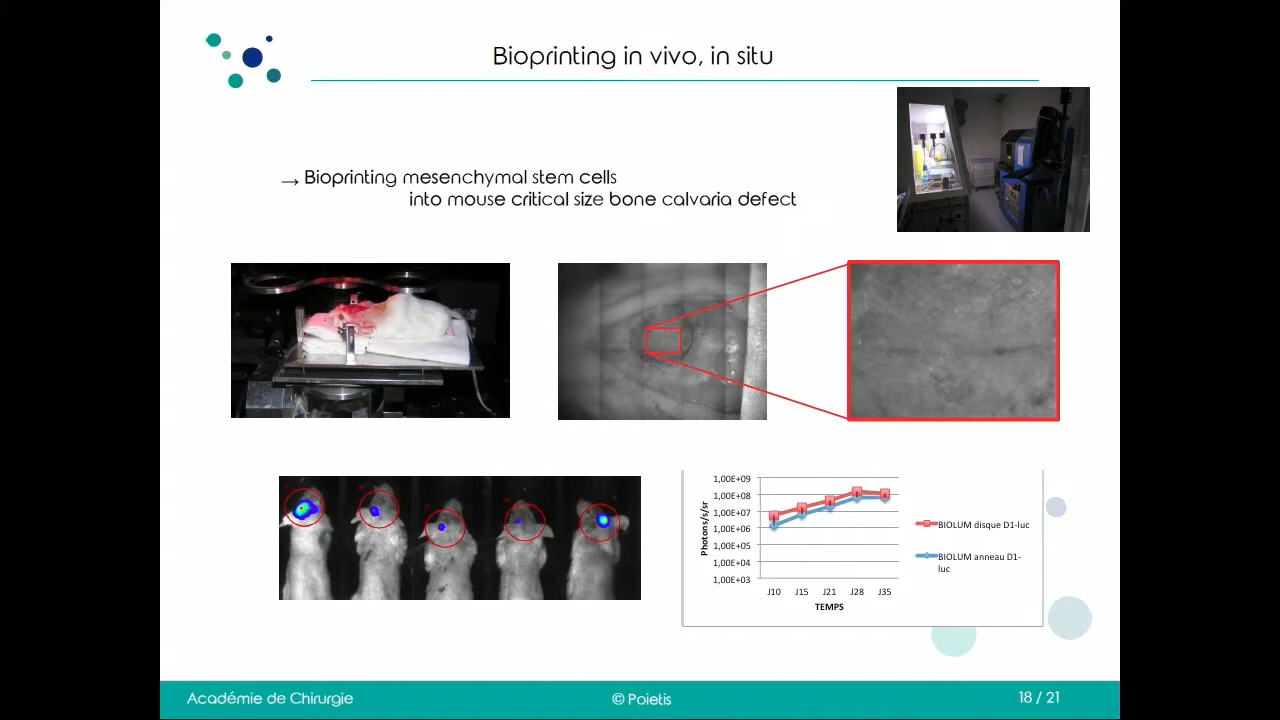 Bioprinting in vivo, in situ
→ Bioprinting mesenchymal stem cells
into mouse critical size bone calvaria defect
1,00E+09
1,00E+08
1,00E+07
1,00E+06
1,00E+05
1,00E+04
1,00E+03
Photons/s/sr
J10 J15 J21 J28 J35
TEMPS
BIOLUM disque D1-luc
BIOLUM anneau D1-
luc
Académie de Chirurgie
© Poietis
18 / 21